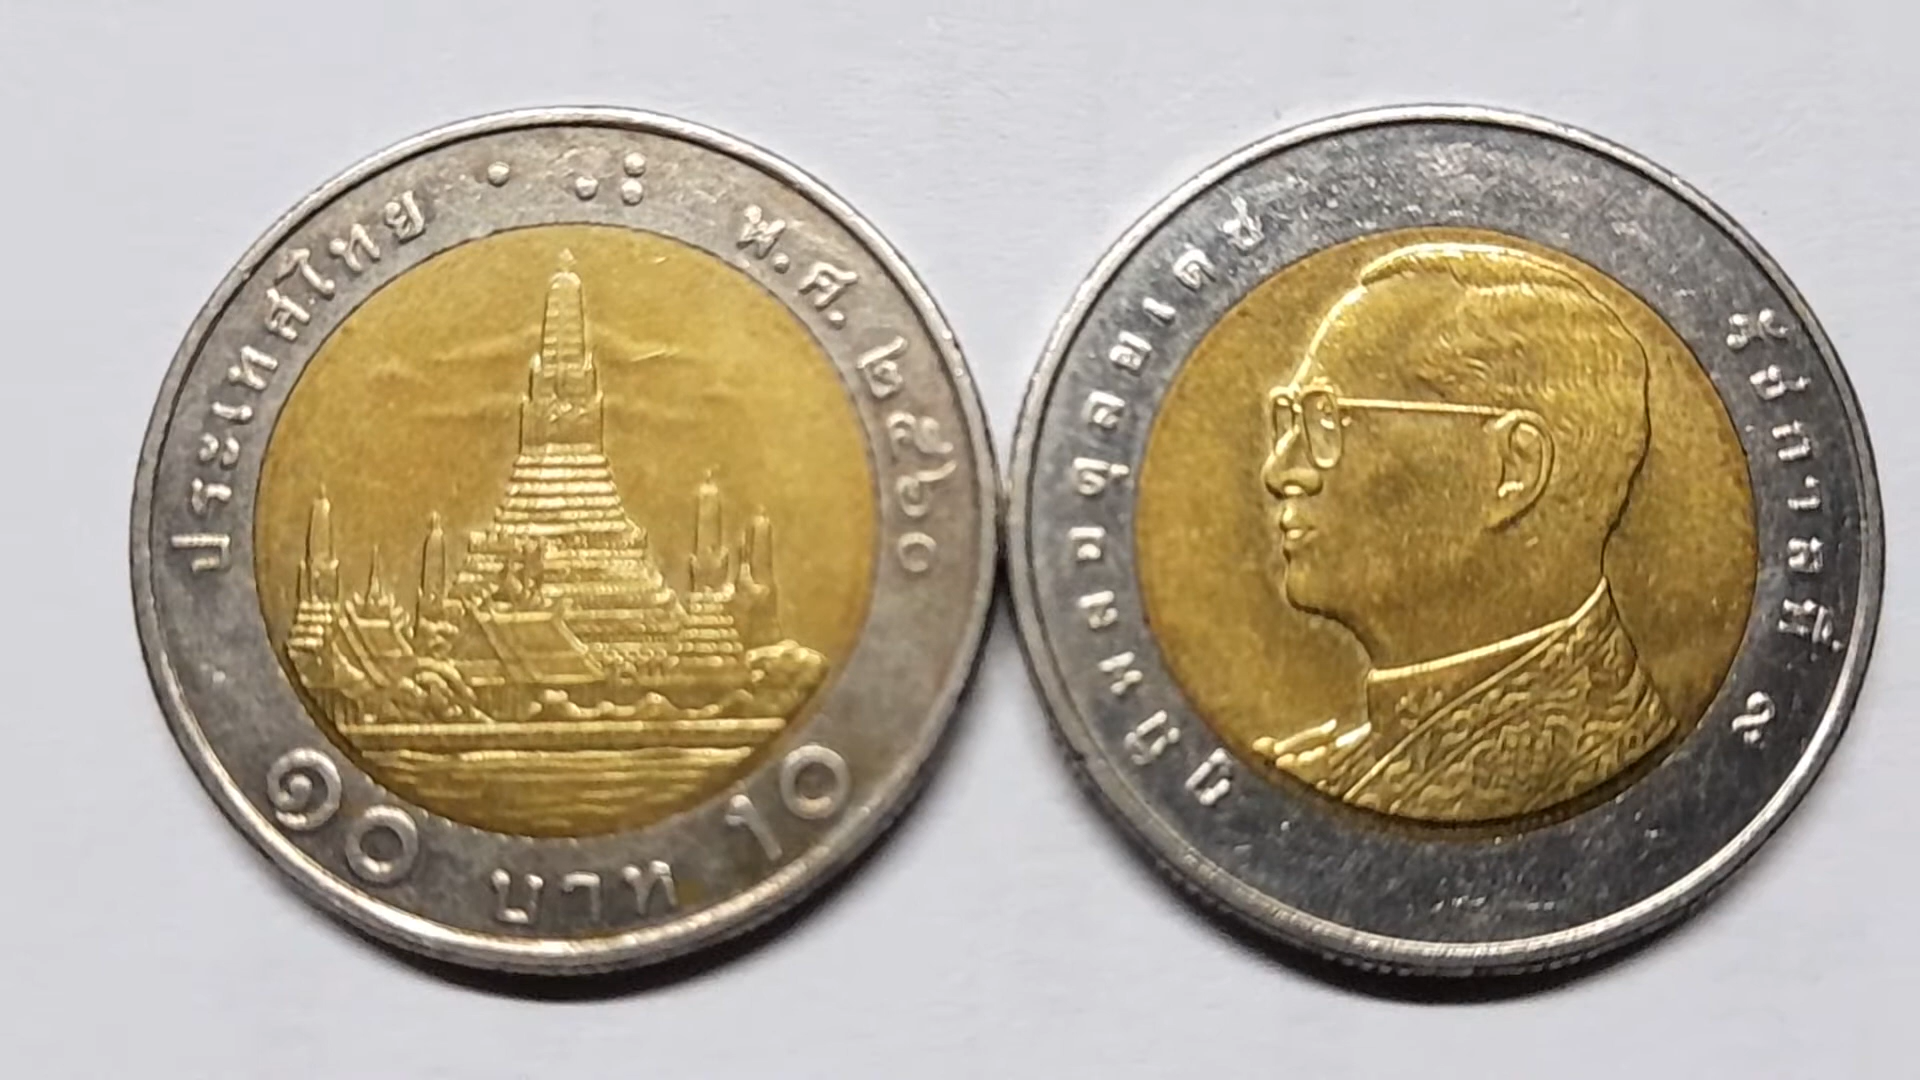 ประเทศไทย
พ.ศ. ๒๕๖๐
๑๐ บาท 10
ภูมิพลอดุลยเดช
รัชกาลที่ ๙